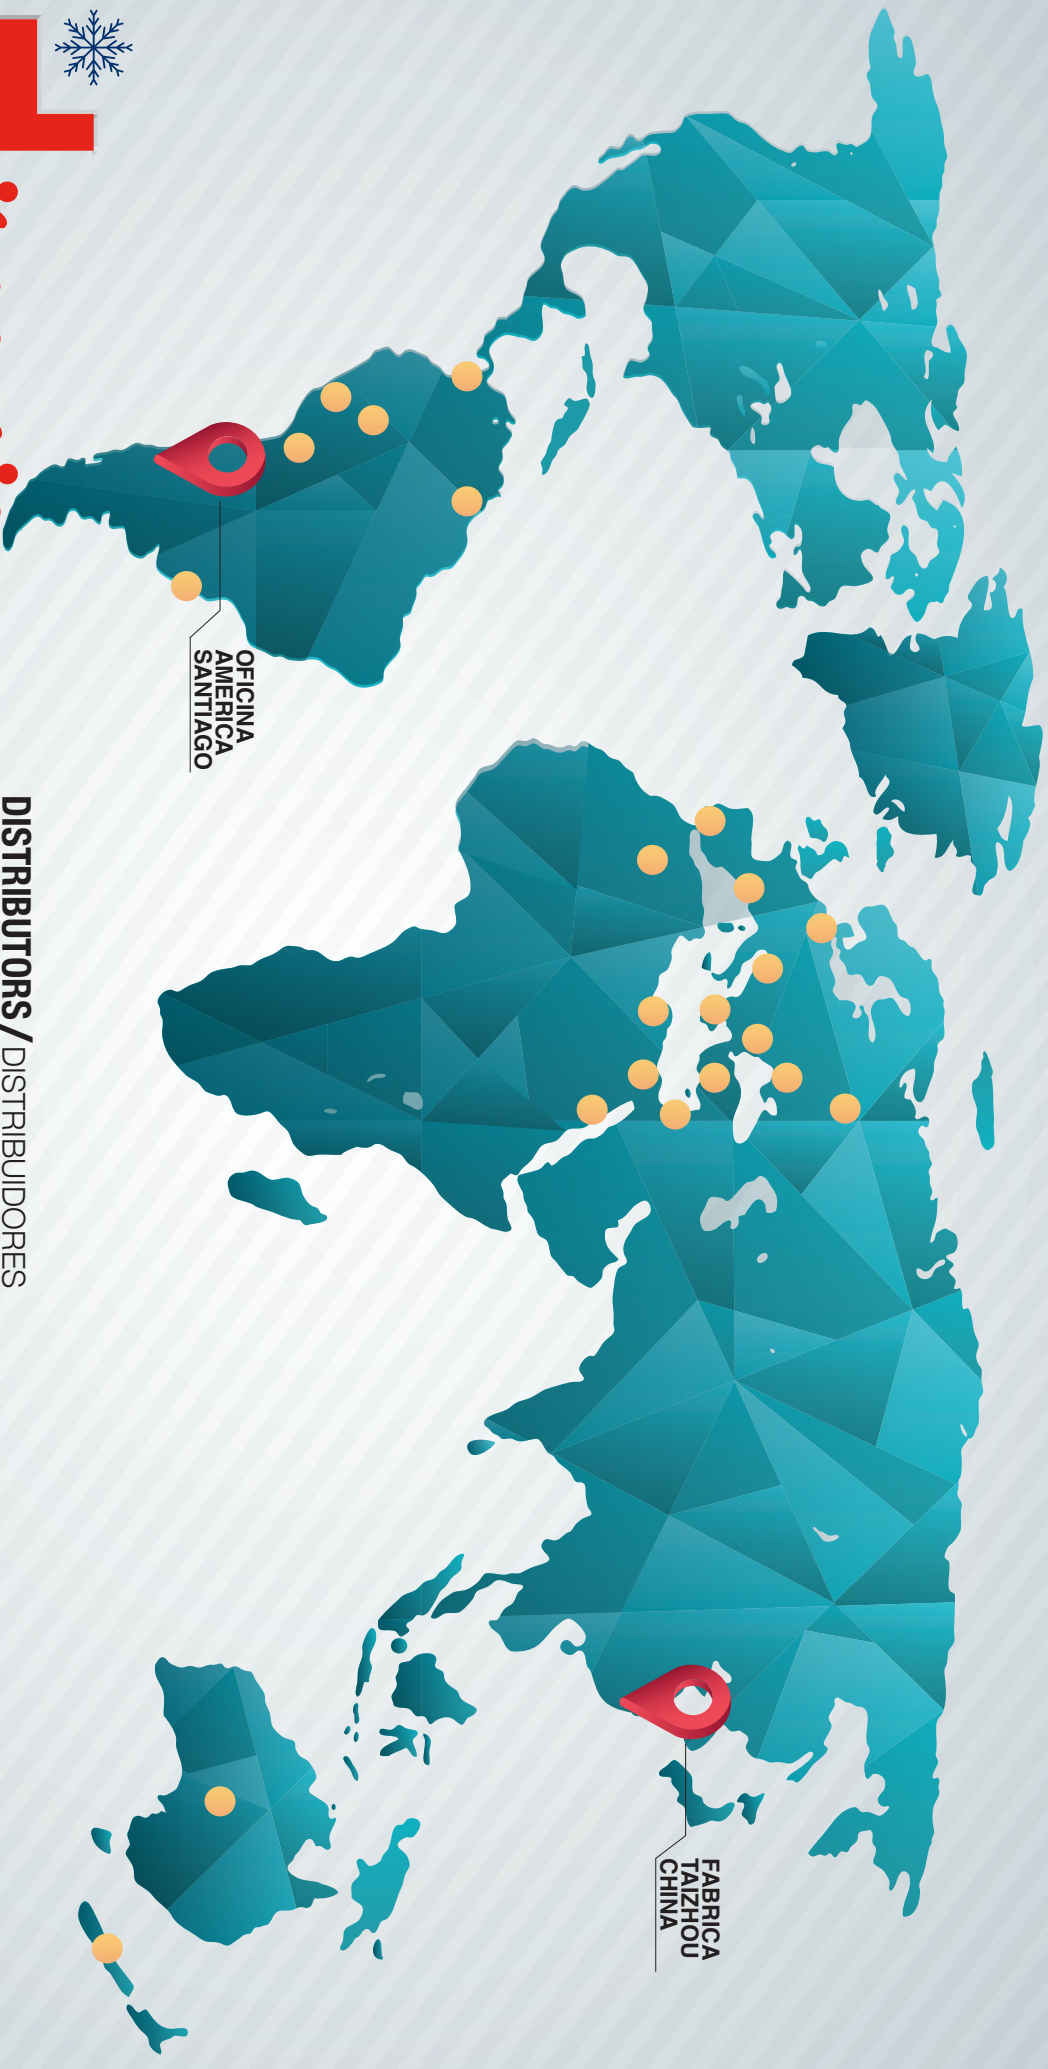 OFICINA
AMERICA
SANTIAGO
FABRICA
TAIZHOU
CHINA
DISTRIBUTORS / DISTRIBUIDORES